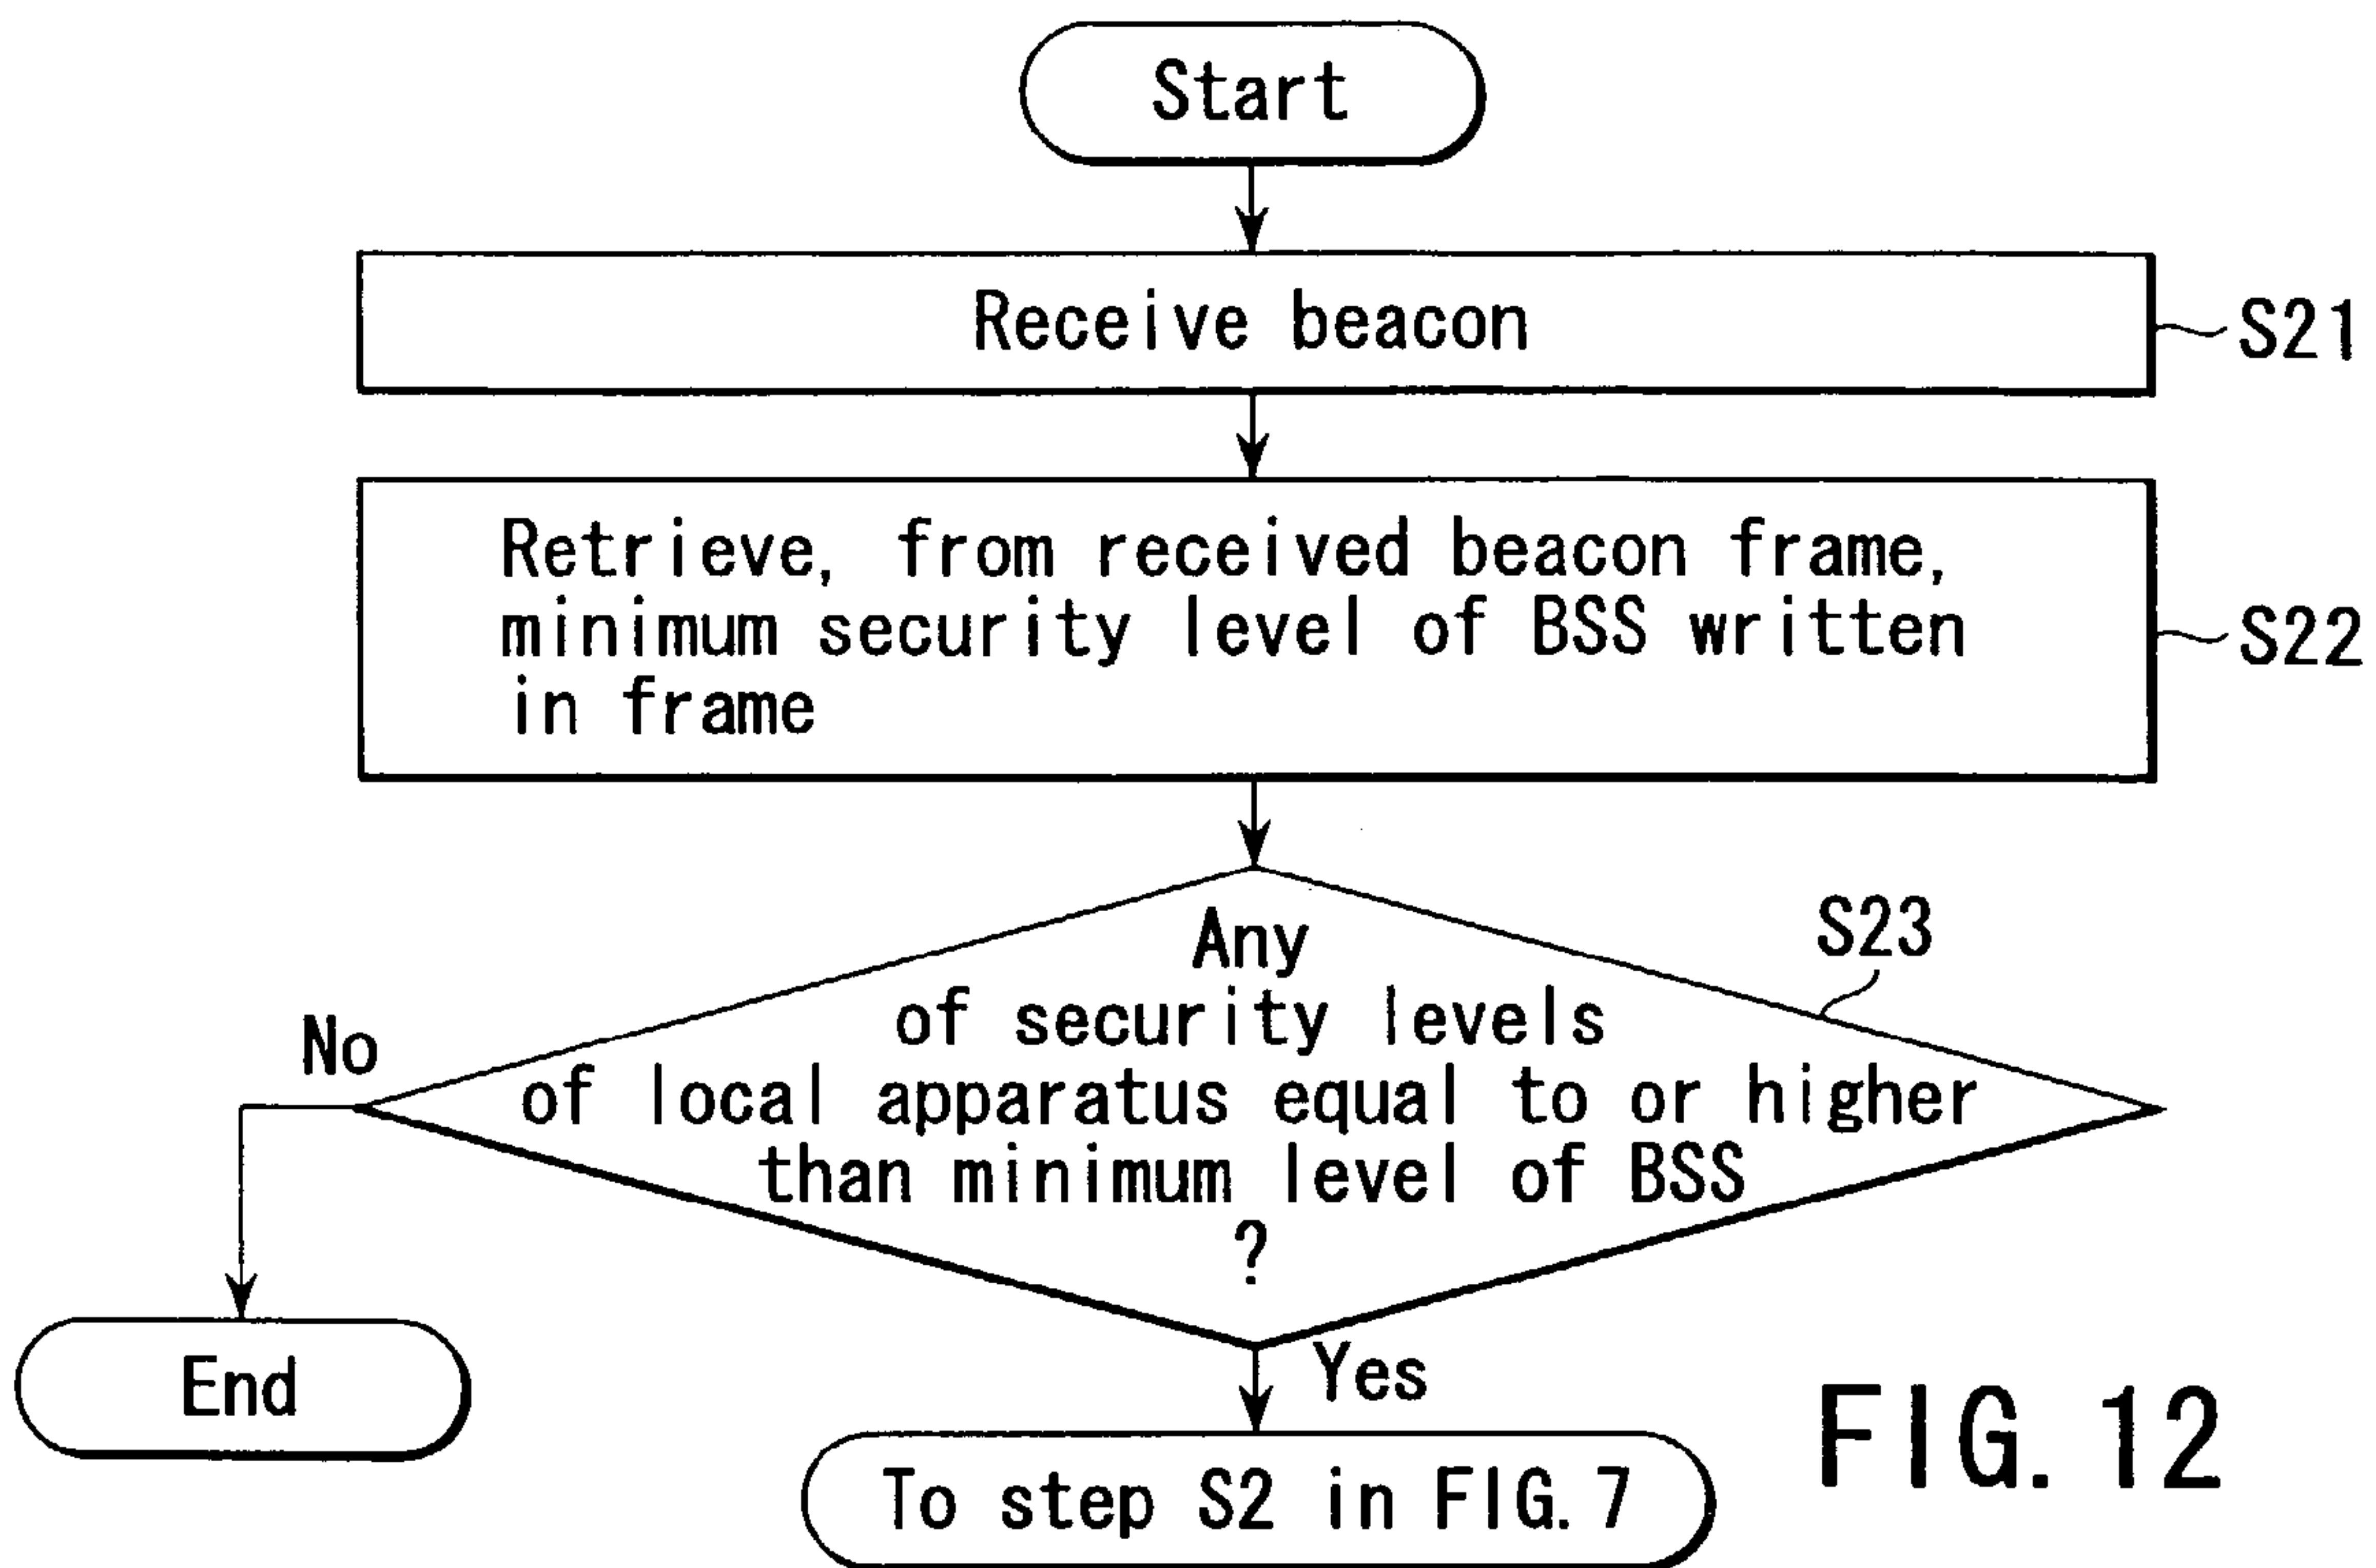 Start
Receive beacon
S21
Retrieve, from received beacon frame,
minimum security level of BSS written
in frame
S22
Any
of security levels
of local apparatus equal to or higher
than minimum level of BSS
?
S23
No
End
Yes
To step S2 in FIG. 7
FIG. 12